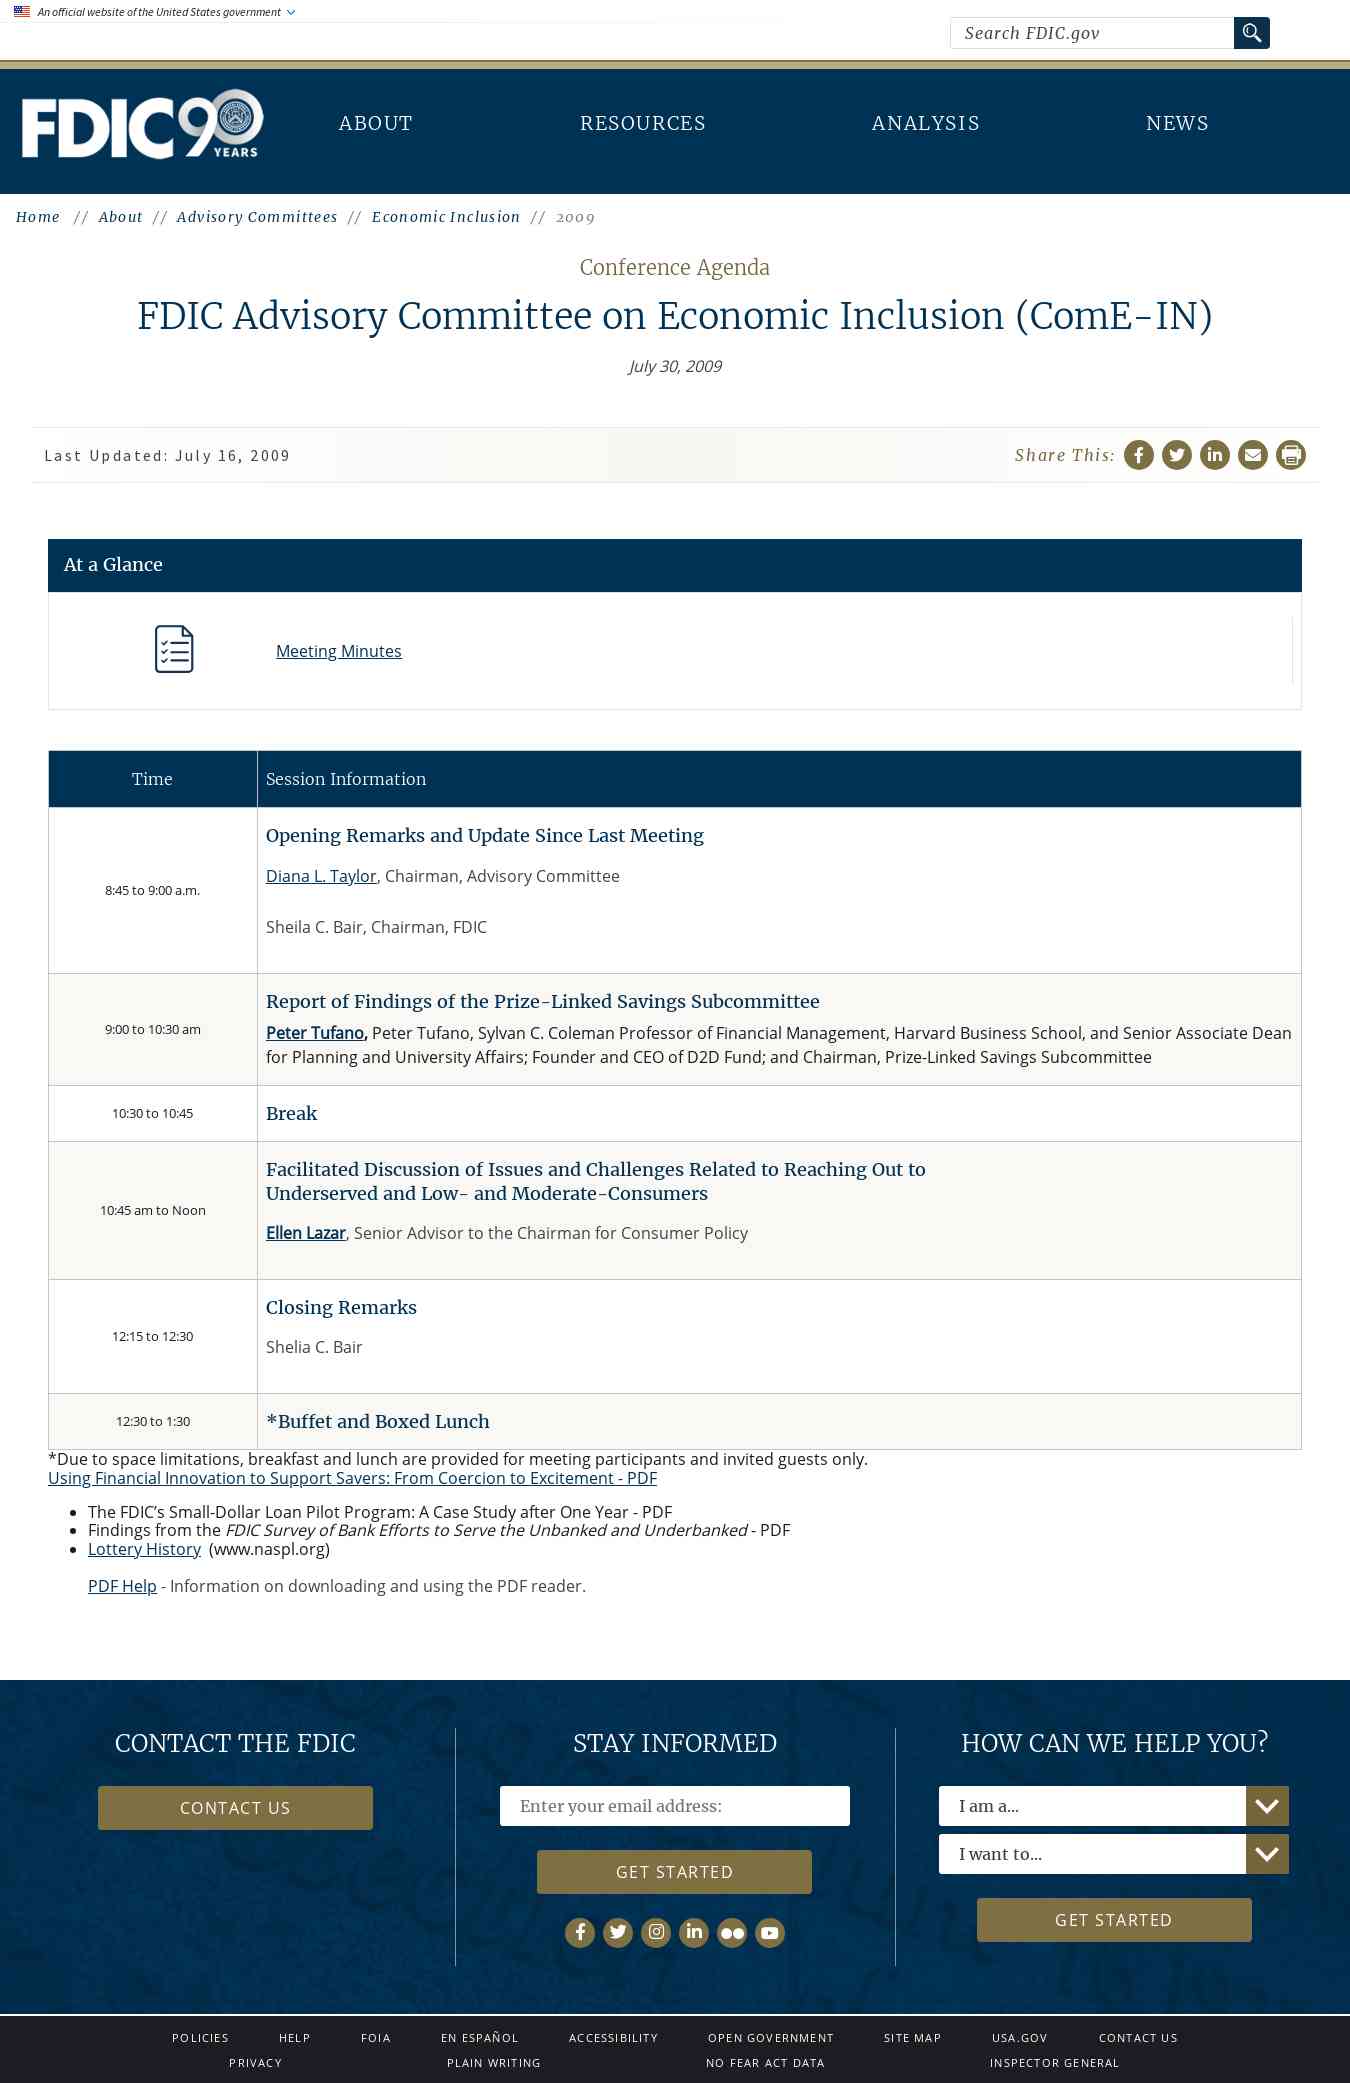 An official website of the United States government
Search FDIC.gov
FDIC 90 YEARS
ABOUT
RESOURCES
ANALYSIS
NEWS
Home // About // Advisory Committees // Economic Inclusion // 2009
Conference Agenda
FDIC Advisory Committee on Economic Inclusion (ComE-IN)
July 30, 2009
Last Updated: July 16, 2009
Share This:
At a Glance
Meeting Minutes
Time
Session Information
8:45 to 9:00 a.m.
Opening Remarks and Update Since Last Meeting
Diana L. Taylor, Chairman, Advisory Committee
Sheila C. Bair, Chairman, FDIC
9:00 to 10:30 am
Report of Findings of the Prize-Linked Savings Subcommittee
Peter Tufano, Peter Tufano, Sylvan C. Coleman Professor of Financial Management, Harvard Business School, and Senior Associate Dean
for Planning and University Affairs; Founder and CEO of D2D Fund; and Chairman, Prize-Linked Savings Subcommittee
10:30 to 10:45
Break
10:45 am to Noon
Facilitated Discussion of Issues and Challenges Related to Reaching Out to
Underserved and Low- and Moderate-Consumers
Ellen Lazar, Senior Advisor to the Chairman for Consumer Policy
12:15 to 12:30
Closing Remarks
Shelia C. Bair
12:30 to 1:30
*Buffet and Boxed Lunch
*Due to space limitations, breakfast and lunch are provided for meeting participants and invited guests only.
Using Financial Innovation to Support Savers: From Coercion to Excitement - PDF
• The FDIC’s Small-Dollar Loan Pilot Program: A Case Study after One Year - PDF
• Findings from the FDIC Survey of Bank Efforts to Serve the Unbanked and Underbanked - PDF
• Lottery History (www.naspl.org)
PDF Help - Information on downloading and using the PDF reader.
CONTACT THE FDIC
CONTACT US
STAY INFORMED
Enter your email address:
GET STARTED
HOW CAN WE HELP YOU?
I am a...
I want to...
GET STARTED
POLICIES HELP FOIA EN ESPAÑOL ACCESSIBILITY OPEN GOVERNMENT SITE MAP USA.GOV CONTACT US
PRIVACY PLAIN WRITING NO FEAR ACT DATA INSPECTOR GENERAL